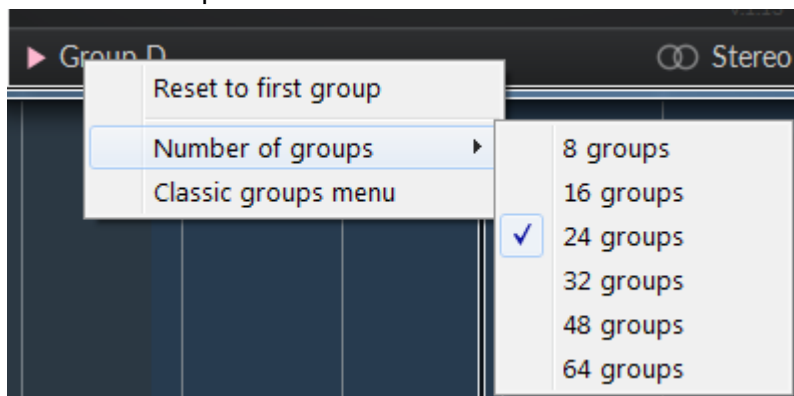 Group D
Stereo
Reset to first group
Number of groups
Classic groups menu
8 groups
16 groups
24 groups
32 groups
48 groups
64 groups